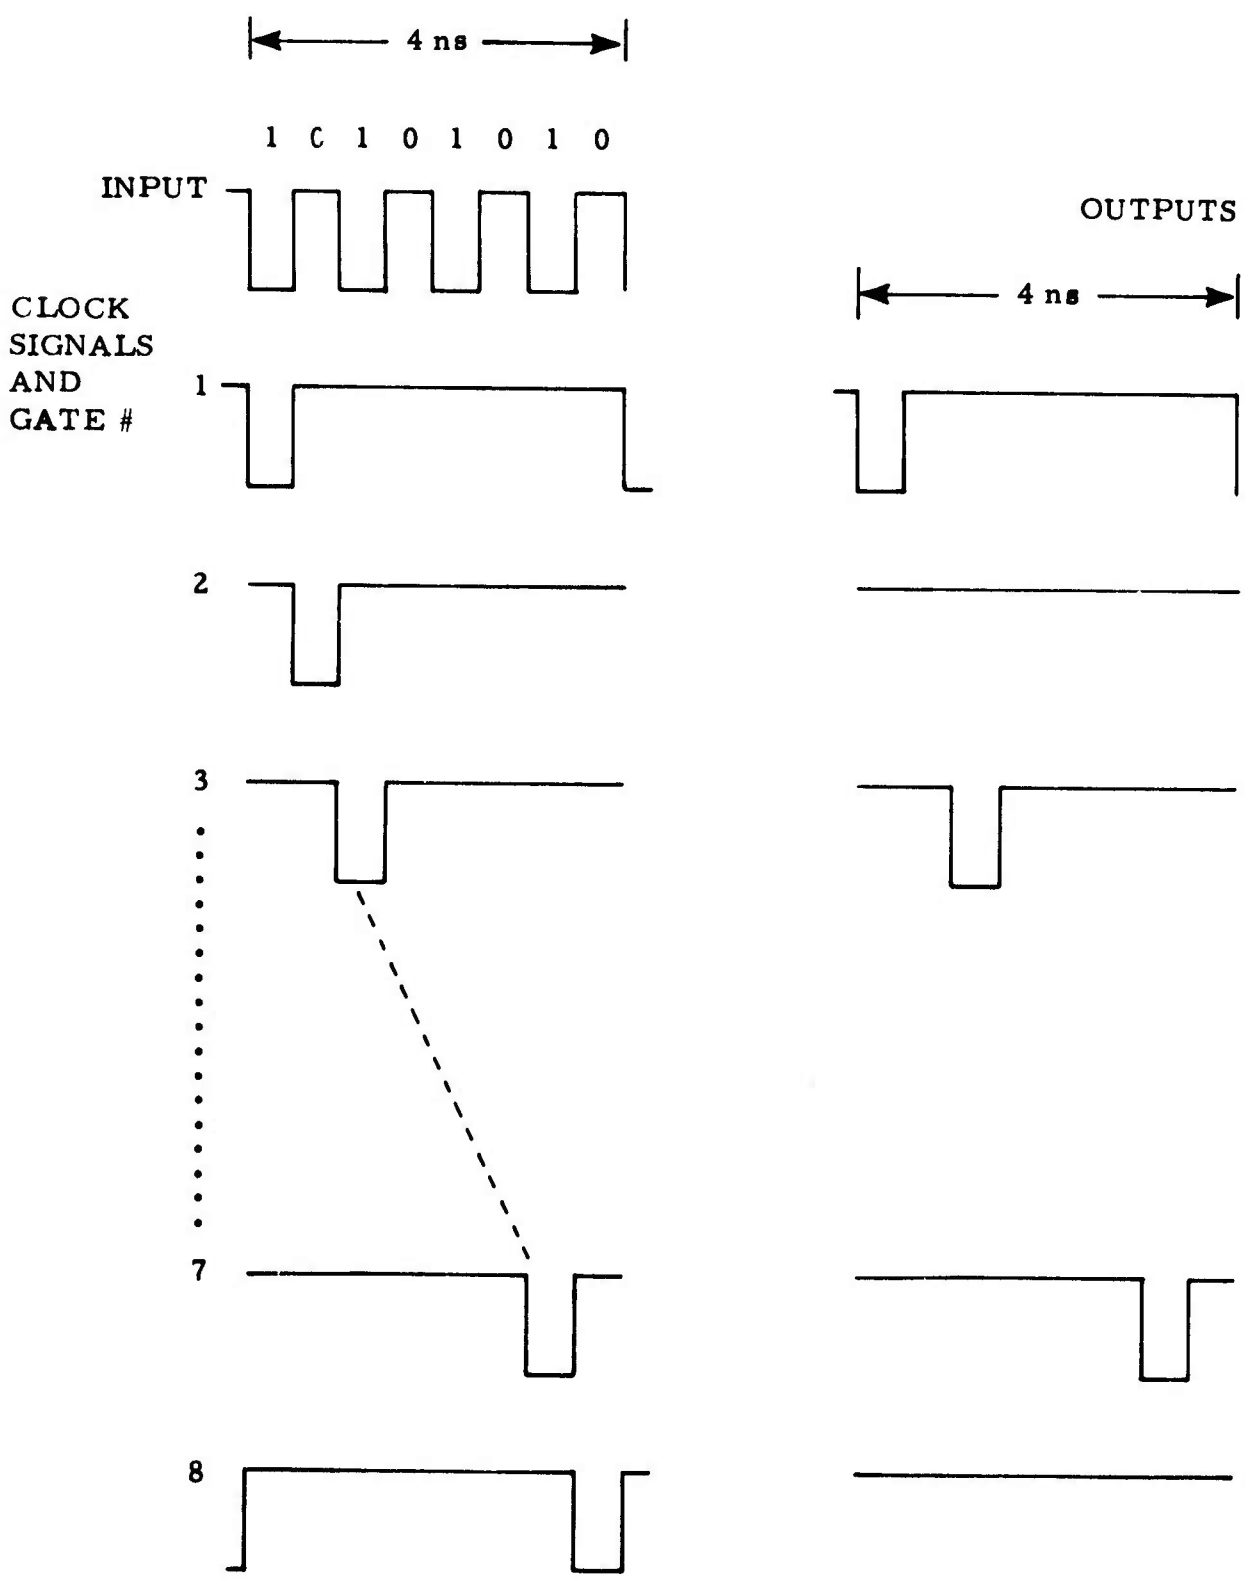 4 ns
1 C 1 0 1 0 1 0
INPUT
OUTPUTS
4 ns
CLOCK
SIGNALS
AND
GATE #
1
2
3
7
8